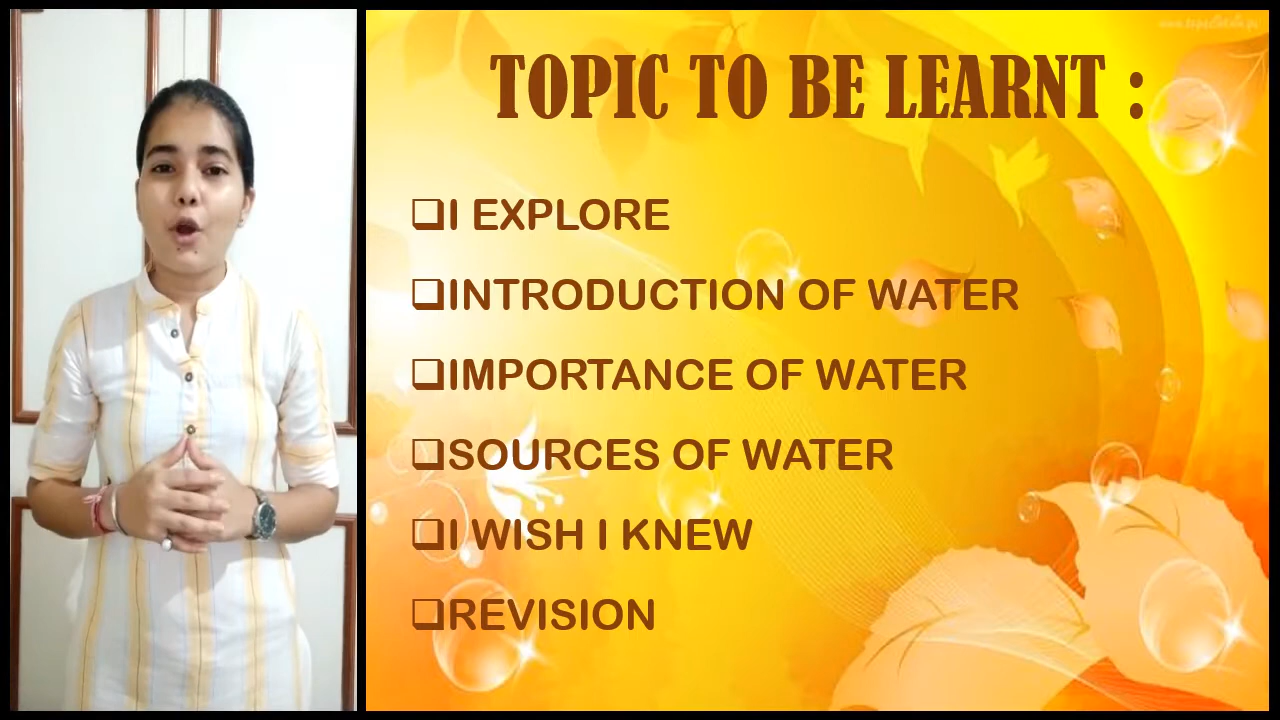 TOPIC TO BE LEARNT :
❑I EXPLORE
❑INTRODUCTION OF WATER
❑IMPORTANCE OF WATER
❑SOURCES OF WATER
❑I WISH I KNEW
❑REVISION